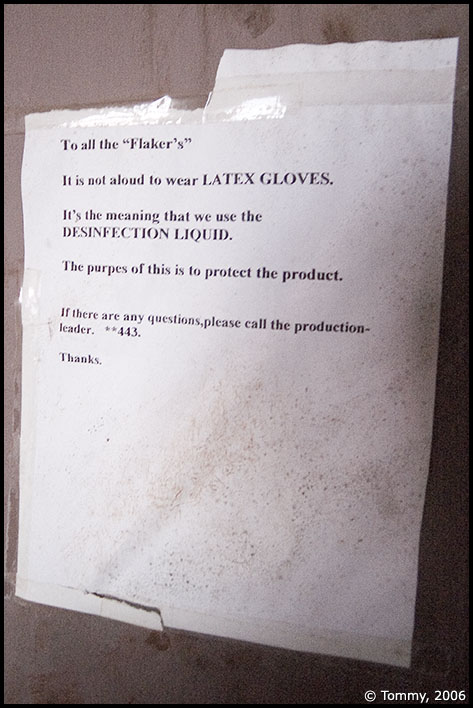 To all the “Flaker's”
It is not aloud to wear LATEX GLOVES.
It's the meaning that we use the
DESINFECTION LIQUID.
The purpes of this is to protect the product.
If there are any questions,please call the production-
leader. **443.
Thanks.
© Tommy, 2006